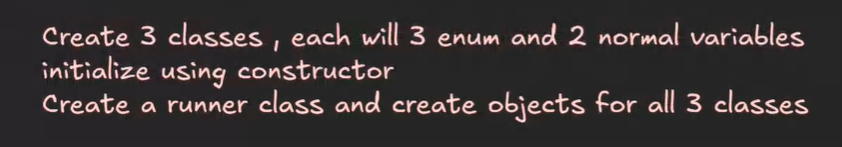 Create 3 classes , each will 3 enum and 2 normal variables
initialize using constructor
Create a runner class and create objects for all 3 classes